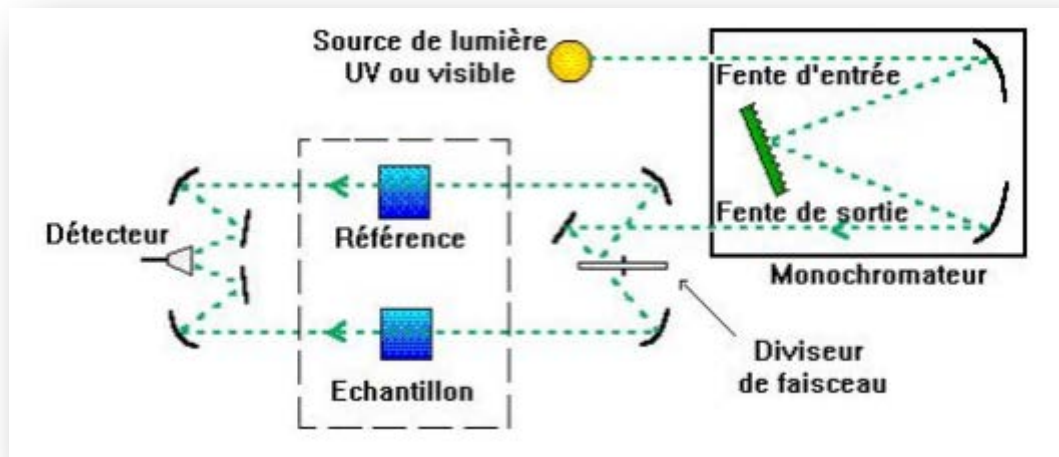 Source de lumière
UV ou visible
Fente d'entrée
Fente de sortie
Monochromateur
Détecteur
Référence
Echantillon
Diviseur
de faisceau